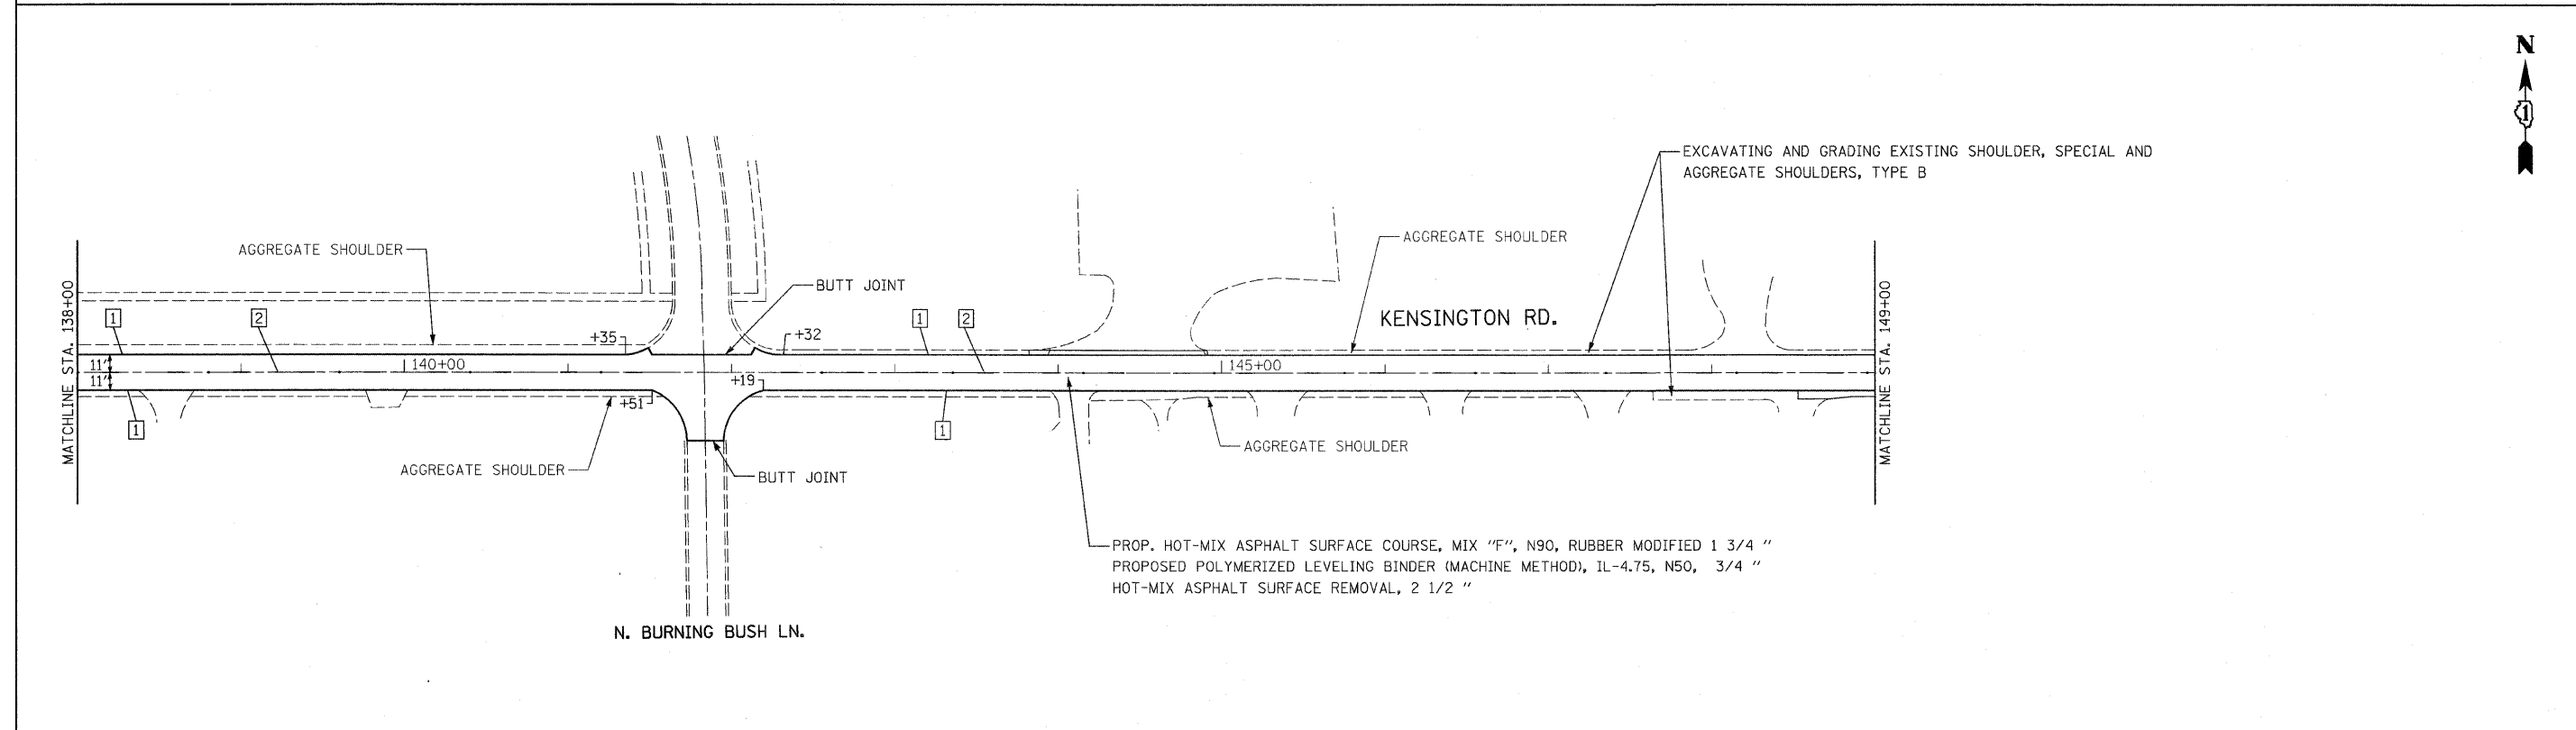 N
1
EXCAVATING AND GRADING EXISTING SHOULDER, SPECIAL AND
AGGREGATE SHOULDERS, TYPE B
AGGREGATE SHOULDER
AGGREGATE SHOULDER
BUTT JOINT
MATCHLINE STA. 138+00
MATCHLINE STA. 149+00
1
2
1
2
KENSINGTON RD.
+35
+32
11'
11'
140+00
145+00
+19
+51
1
1
AGGREGATE SHOULDER
AGGREGATE SHOULDER
BUTT JOINT
PROP. HOT-MIX ASPHALT SURFACE COURSE, MIX "F", N90, RUBBER MODIFIED 1 3/4 "
PROPOSED POLYMERIZED LEVELING BINDER (MACHINE METHOD), IL-4.75, N50, 3/4 "
HOT-MIX ASPHALT SURFACE REMOVAL, 2 1/2 "
N. BURNING BUSH LN.